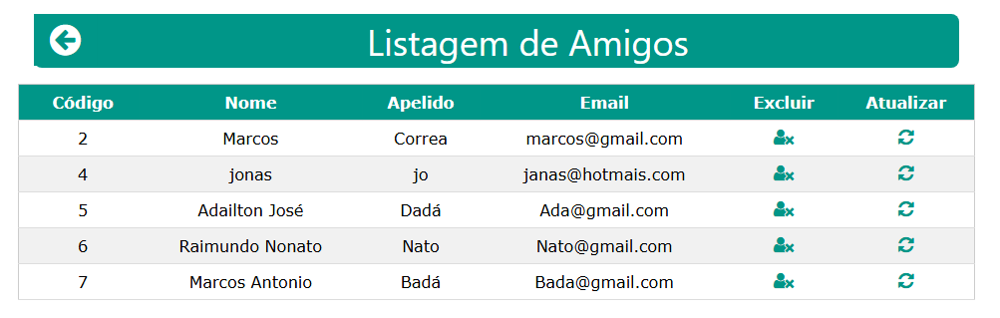 Listagem de Amigos
Código Nome Apelido Email Excluir Atualizar
2 Marcos Correa marcos@gmail.com
4 jonas jo janas@hotmais.com
5 Adailton José Dadá Ada@gmail.com
6 Raimundo Nonato Nato Nato@gmail.com
7 Marcos Antonio Badá Bada@gmail.com